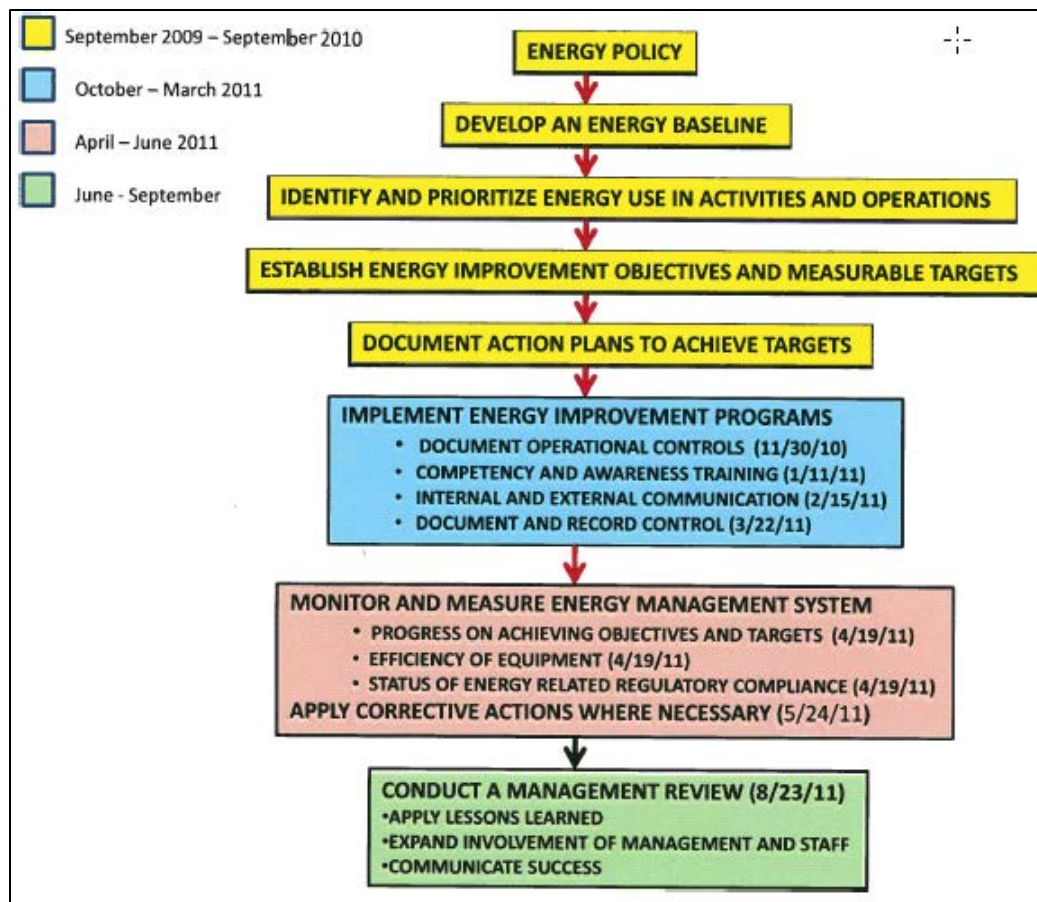 September 2009 – September 2010
October – March 2011
April – June 2011
June - September
ENERGY POLICY
DEVELOP AN ENERGY BASELINE
IDENTIFY AND PRIORITIZE ENERGY USE IN ACTIVITIES AND OPERATIONS
ESTABLISH ENERGY IMPROVEMENT OBJECTIVES AND MEASURABLE TARGETS
DOCUMENT ACTION PLANS TO ACHIEVE TARGETS
IMPLEMENT ENERGY IMPROVEMENT PROGRAMS
• DOCUMENT OPERATIONAL CONTROLS (11/30/10)
• COMPETENCY AND AWARENESS TRAINING (1/11/11)
• INTERNAL AND EXTERNAL COMMUNICATION (2/15/11)
• DOCUMENT AND RECORD CONTROL (3/22/11)
MONITOR AND MEASURE ENERGY MANAGEMENT SYSTEM
• PROGRESS ON ACHIEVING OBJECTIVES AND TARGETS (4/19/11)
• EFFICIENCY OF EQUIPMENT (4/19/11)
• STATUS OF ENERGY RELATED REGULATORY COMPLIANCE (4/19/11)
APPLY CORRECTIVE ACTIONS WHERE NECESSARY (5/24/11)
CONDUCT A MANAGEMENT REVIEW (8/23/11)
•APPLY LESSONS LEARNED
•EXPAND INVOLVEMENT OF MANAGEMENT AND STAFF
•COMMUNICATE SUCCESS